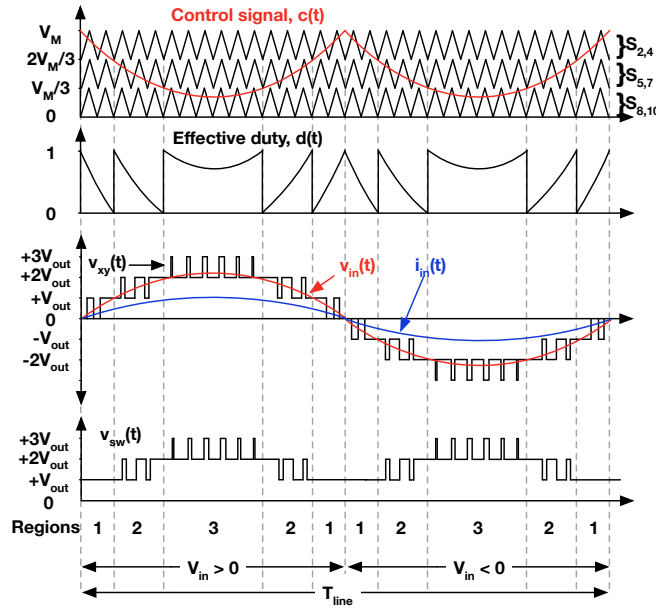 Control signal, c(t)
V_M
2V_M/3
V_M/3
0
}S_2,4
}S_5,7
}S_8,10
Effective duty, d(t)
1
0
+3V_out
+2V_out
+V_out
0
-V_out
-2V_out
v_xy(t)
v_in(t)
i_in(t)
+3V_out
+2V_out
+V_out
0
v_sw(t)
Regions 1 2 3 2 1 1 2 3 2 1
V_in > 0 V_in < 0
T_line